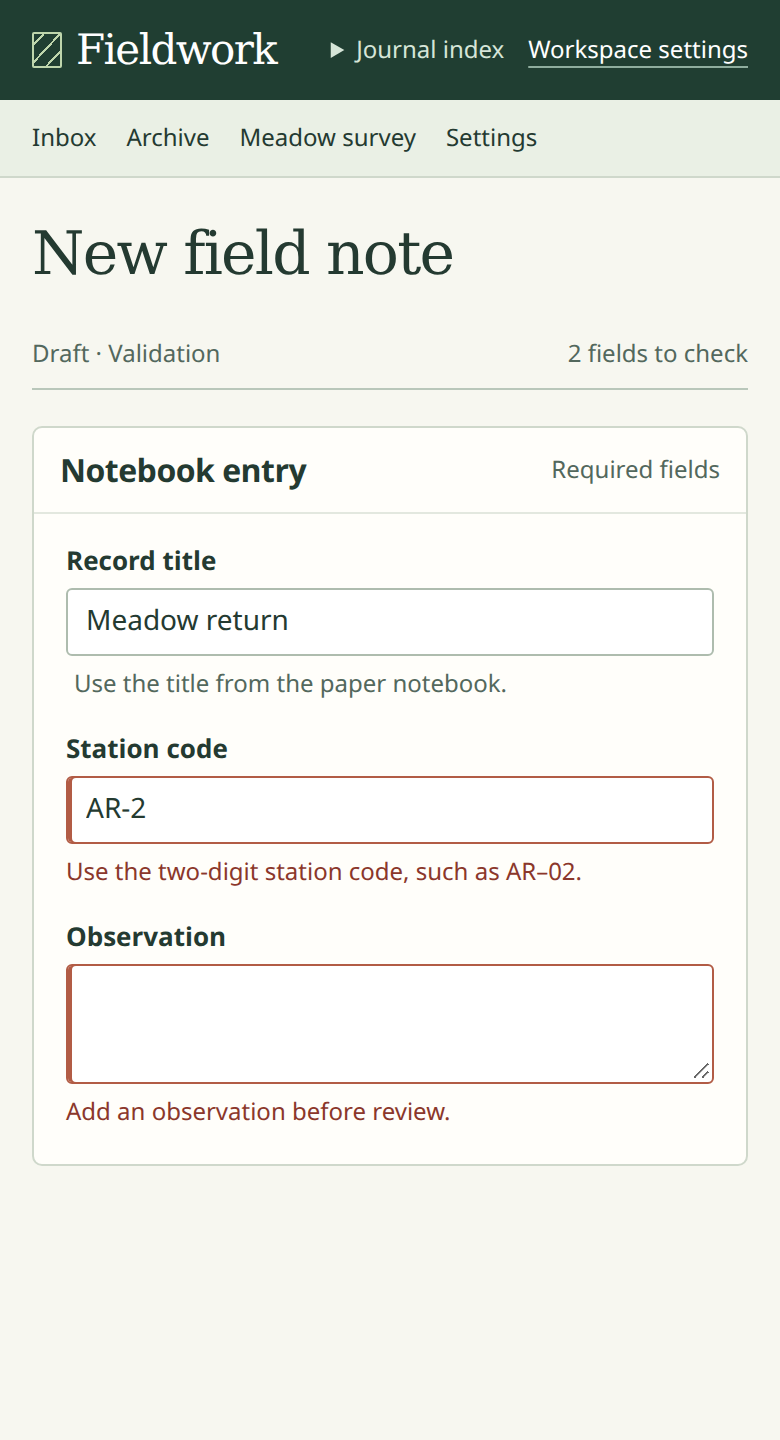 Fieldwork
▶ Journal index Workspace settings
Inbox Archive Meadow survey Settings
New field note
Draft · Validation 2 fields to check
Notebook entry Required fields
Record title
Meadow return
Use the title from the paper notebook.
Station code
AR-2
Use the two-digit station code, such as AR–02.
Observation
Add an observation before review.